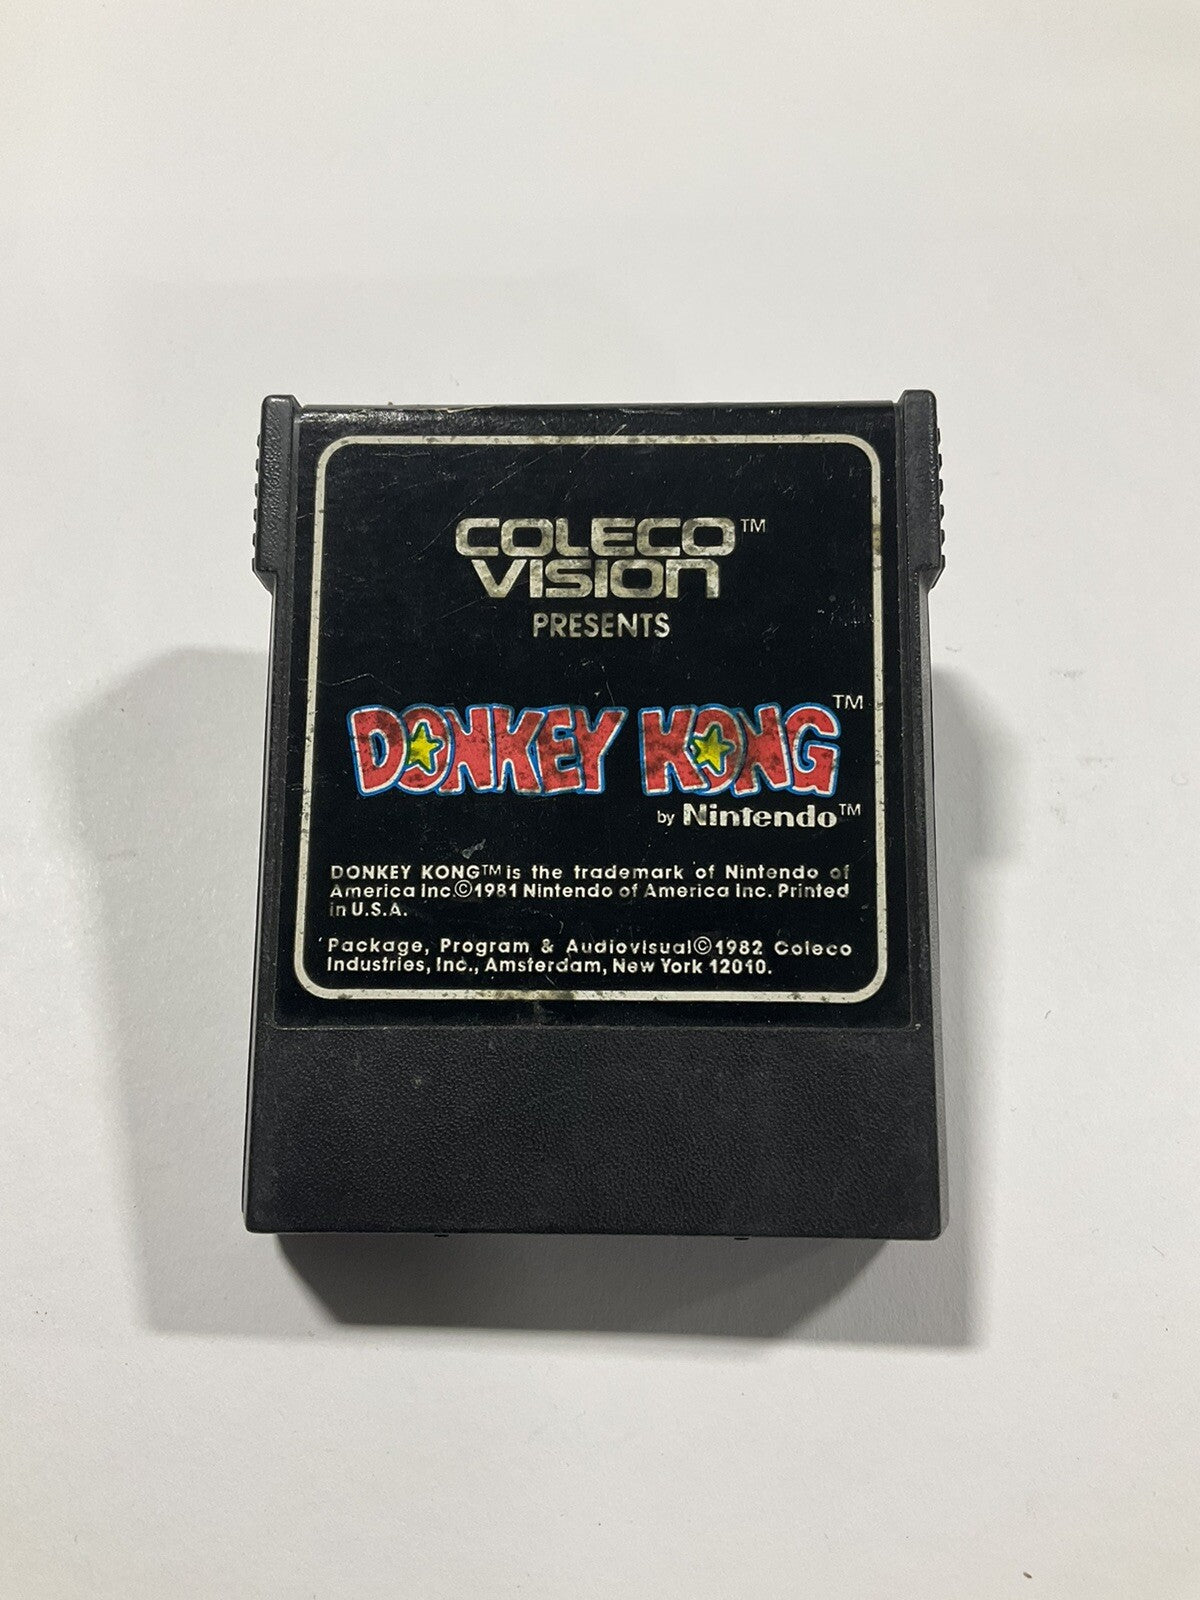 COLECO™
VISION
PRESENTS
DONKEY KONG™
by Nintendo™
DONKEY KONG™ is the trademark of Nintendo of
America Inc.©1981 Nintendo of America Inc. Printed
in U.S.A.
Package, Program & Audiovisual©1982 Coleco
Industries, Inc., Amsterdam, New York 12010.